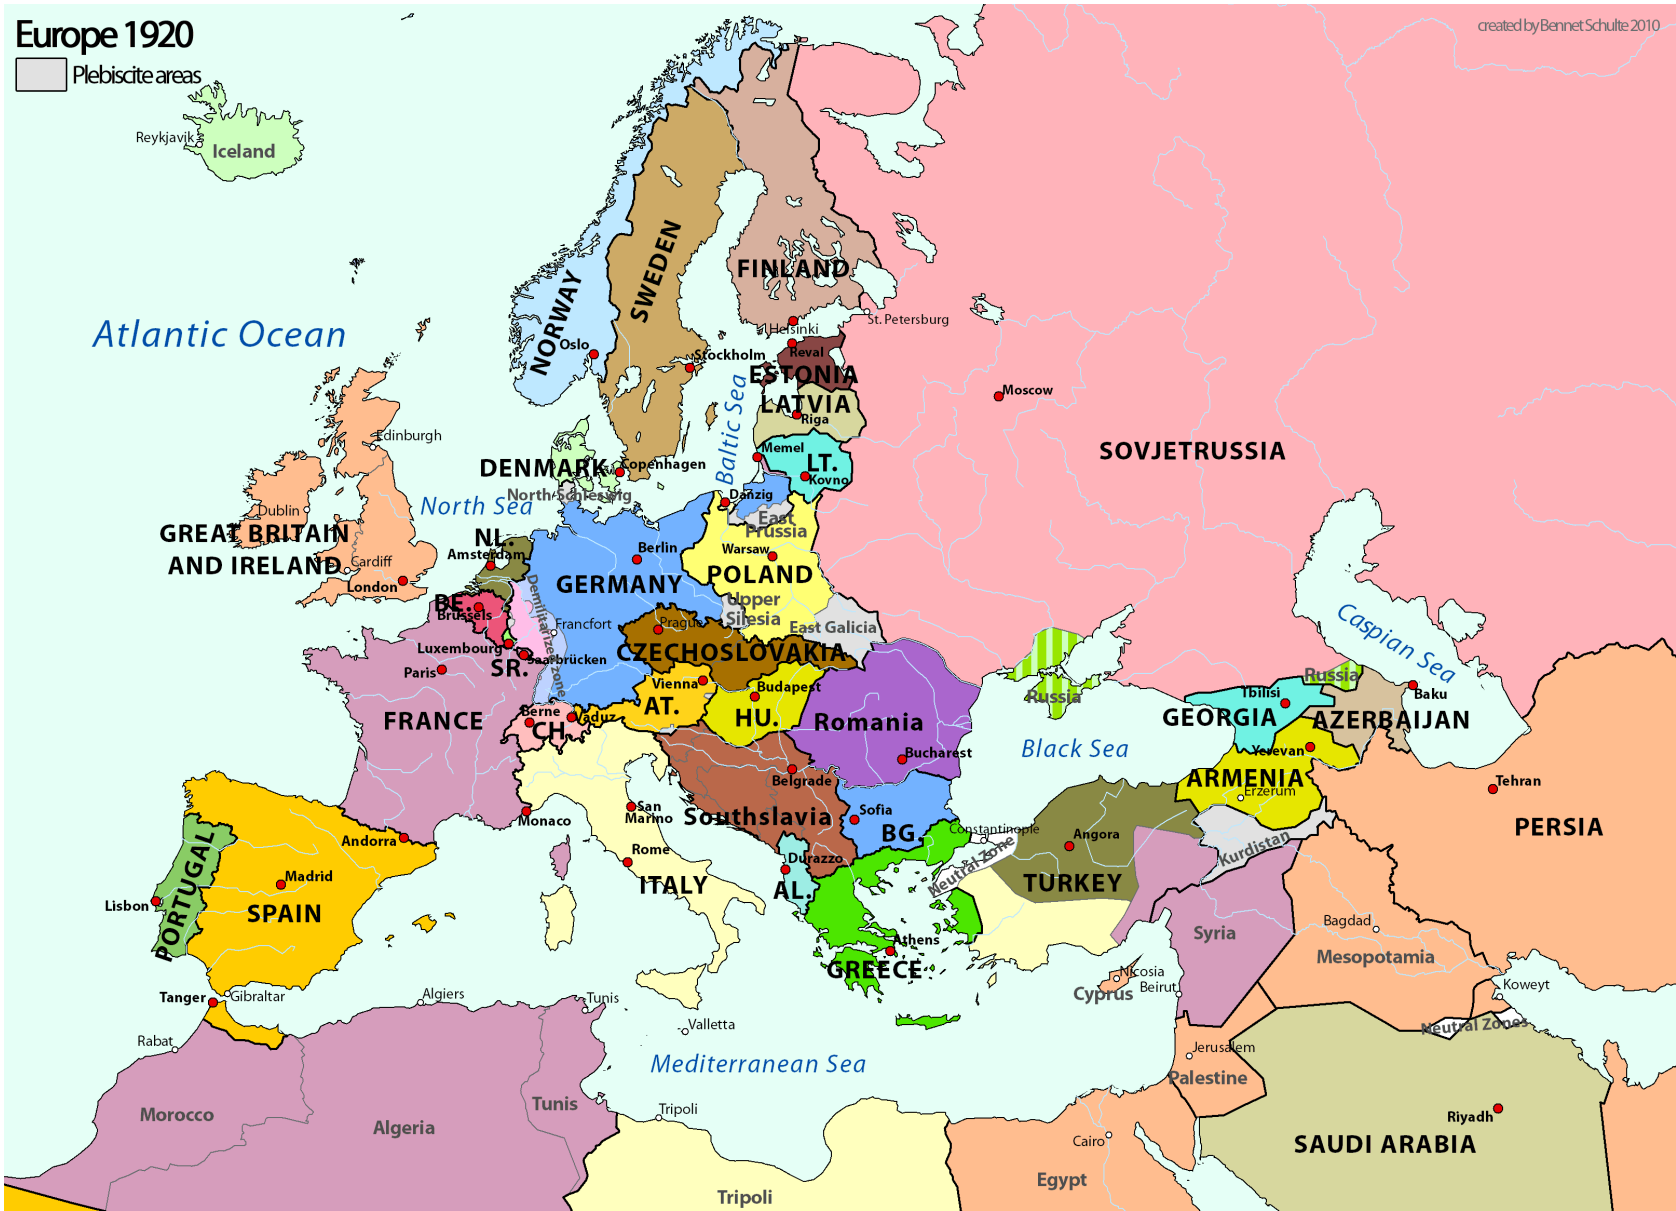 Europe 1920
Plebiscite areas
created by Bennet Schulte 2010
Reykjavik
Iceland
Atlantic Ocean
NORWAY
SWEDEN
FINLAND
Oslo
Stockholm
Helsinki
St. Petersburg
Reval
ESTONIA
LATVIA
Riga
Baltic Sea
Moscow
SOVJETRUSSIA
Edinburgh
DENMARK
Copenhagen
North-Schleswig
North Sea
Memel
LT.
Kovno
Danzig
East
Prussia
Dublin
GREAT BRITAIN
AND IRELAND
Cardiff
London
NL.
Amsterdam
Berlin
GERMANY
Warsaw
POLAND
Upper
Silesia
East Galicia
BE.
Brussels
Demilitarized zone
Francfort
Prague
CZECHOSLOVAKIA
Luxembourg
SR.
Saarbrücken
Paris
FRANCE
Vienna
AT.
Budapest
HU.
Romania
Bucharest
Berne
CH.
Vaduz
Belgrade
Southslavia
Sofia
BG.
Black Sea
Russia
Russia
Caspian Sea
Tbilisi
GEORGIA
AZERBAIJAN
Baku
Yerevan
ARMENIA
Erzerum
Tehran
PERSIA
Monaco
San
Marino
Andorra
Rome
ITALY
Durazzo
AL.
Constantinople
Neutral Zone
Angora
TURKEY
Kurdistan
PORTUGAL
Lisbon
Madrid
SPAIN
Athens
GREECE
Syria
Bagdad
Mesopotamia
Nicosia
Cyprus
Beirut
Koweyt
Neutral Zones
Tanger
Gibraltar
Algiers
Tunis
Valletta
Rabat
Mediterranean Sea
Jerusalem
Palestine
Morocco
Algeria
Tunis
Tripoli
Tripoli
Cairo
Egypt
Riyadh
SAUDI ARABIA